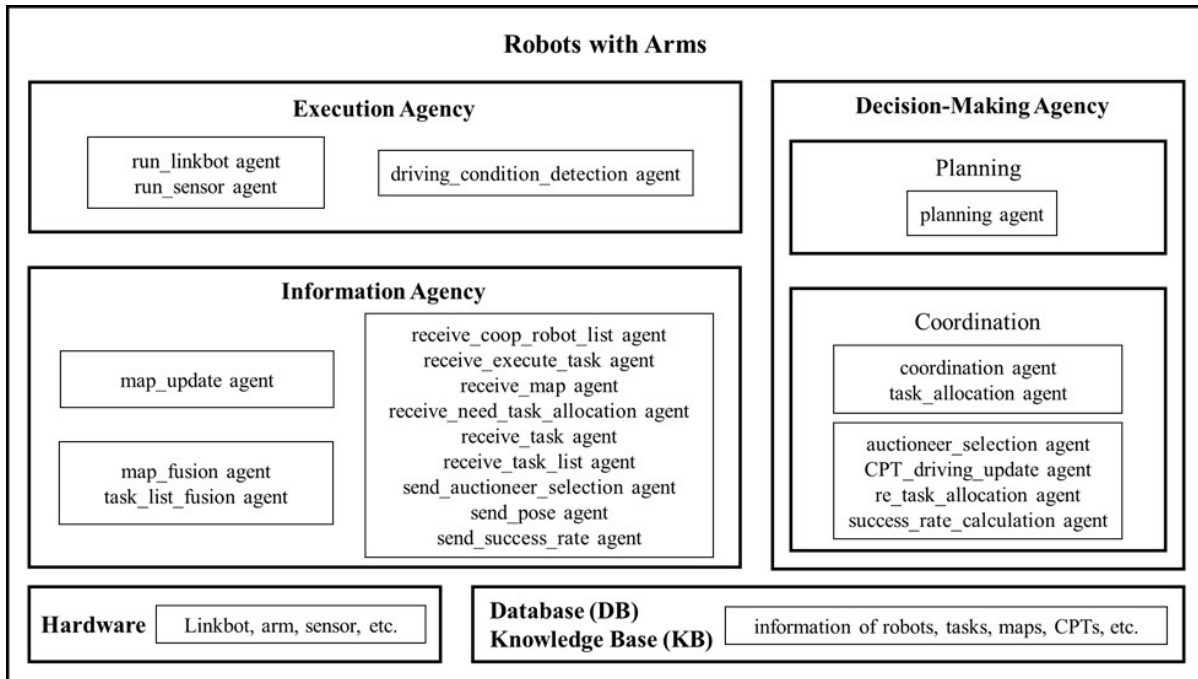 Robots with Arms
Execution Agency
run_linkbot agent
run_sensor agent
driving_condition_detection agent
Information Agency
map_update agent
map_fusion agent
task_list_fusion agent
receive_coop_robot_list agent
receive_execute_task agent
receive_map agent
receive_need_task_allocation agent
receive_task agent
receive_task_list agent
send_auctioneer_selection agent
send_pose agent
send_success_rate agent
Decision-Making Agency
Planning
planning agent
Coordination
coordination agent
task_allocation agent
auctioneer_selection agent
CPT_driving_update agent
re_task_allocation agent
success_rate_calculation agent
Hardware
Linkbot, arm, sensor, etc.
Database (DB)
Knowledge Base (KB)
information of robots, tasks, maps, CPTs, etc.